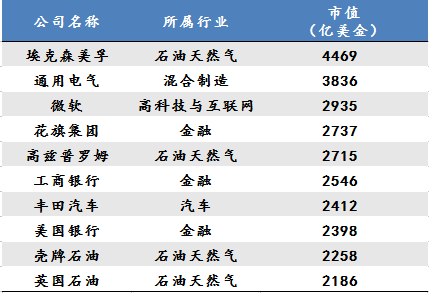 公司名称 所属行业 市值
（亿美金）
埃克森美孚 石油天然气 4469
通用电气 混合制造 3836
微软 高科技与互联网 2935
花旗集团 金融 2737
高兹普罗姆 石油天然气 2715
工商银行 金融 2546
丰田汽车 汽车 2412
美国银行 金融 2398
壳牌石油 石油天然气 2258
英国石油 石油天然气 2186